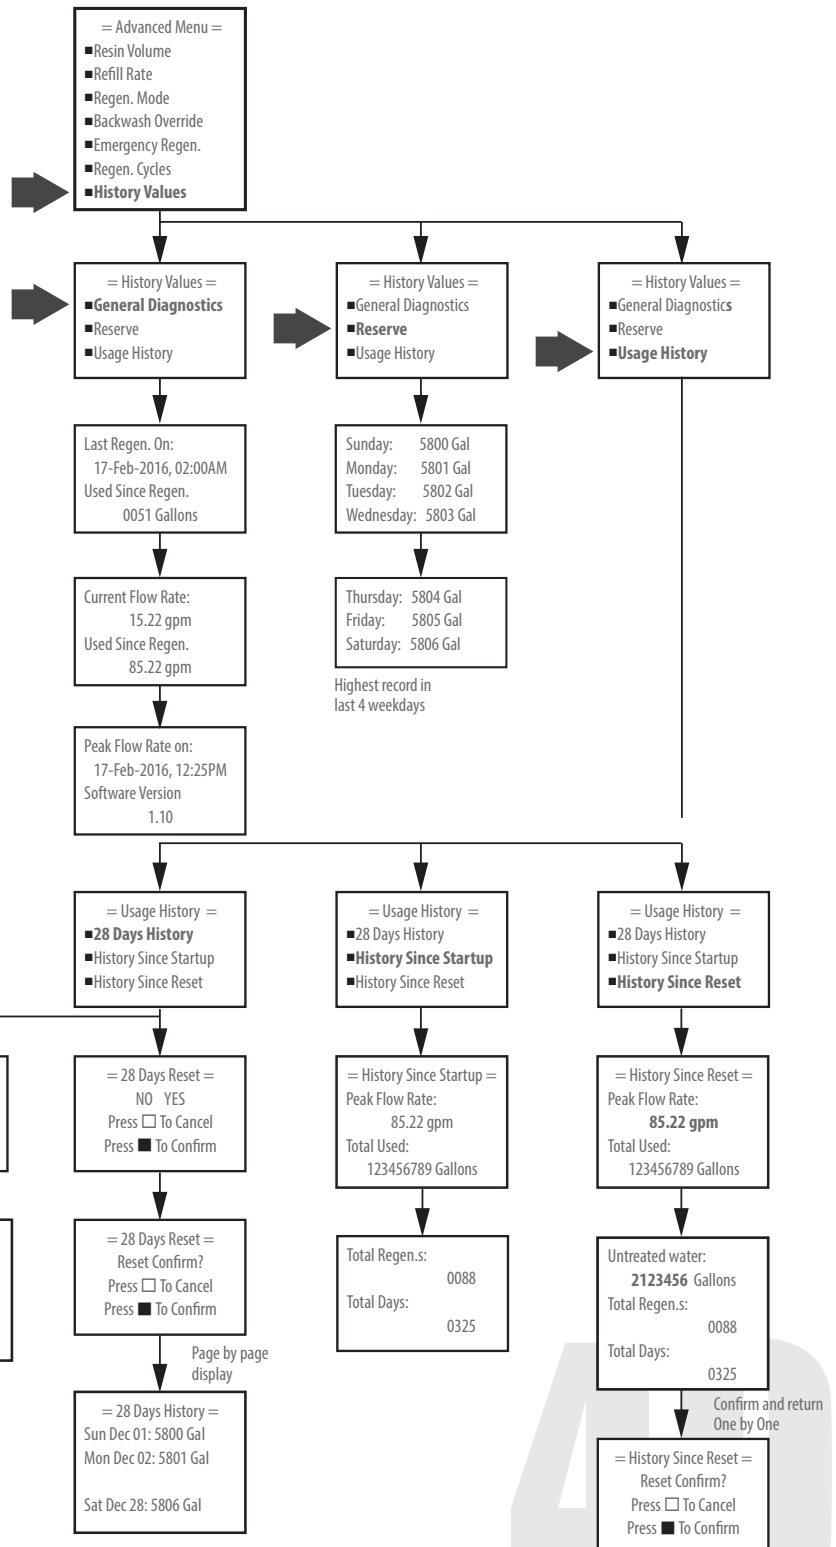 = Advanced Menu =
■Resin Volume
■Refill Rate
■Regen. Mode
■Backwash Override
■Emergency Regen.
■Regen. Cycles
■History Values
= History Values =
■General Diagnostics
■Reserve
■Usage History
= History Values =
■General Diagnostics
■Reserve
■Usage History
= History Values =
■General Diagnostics
■Reserve
■Usage History
Last Regen. On:
17-Feb-2016, 02:00AM
Used Since Regen.
0051 Gallons
Sunday: 5800 Gal
Monday: 5801 Gal
Tuesday: 5802 Gal
Wednesday: 5803 Gal
Current Flow Rate:
15.22 gpm
Used Since Regen.
85.22 gpm
Thursday: 5804 Gal
Friday: 5805 Gal
Saturday: 5806 Gal
Highest record in
last 4 weekdays
Peak Flow Rate on:
17-Feb-2016, 12:25PM
Software Version
1.10
= Usage History =
■28 Days History
■History Since Startup
■History Since Reset
= Usage History =
■28 Days History
■History Since Startup
■History Since Reset
= Usage History =
■28 Days History
■History Since Startup
■History Since Reset
= 28 Days Reset =
NO YES
Press □ To Cancel
Press ■ To Confirm
= History Since Startup =
Peak Flow Rate:
85.22 gpm
Total Used:
123456789 Gallons
= History Since Reset =
Peak Flow Rate:
85.22 gpm
Total Used:
123456789 Gallons
= 28 Days Reset =
Reset Confirm?
Press □ To Cancel
Press ■ To Confirm
Total Regen.s:
0088
Total Days:
0325
Untreated water:
2123456 Gallons
Total Regen.s:
0088
Total Days:
0325
Page by page
display
= 28 Days History =
Sun Dec 01: 5800 Gal
Mon Dec 02: 5801 Gal
Sat Dec 28: 5806 Gal
Confirm and return
One by One
= History Since Reset =
Reset Confirm?
Press □ To Cancel
Press ■ To Confirm